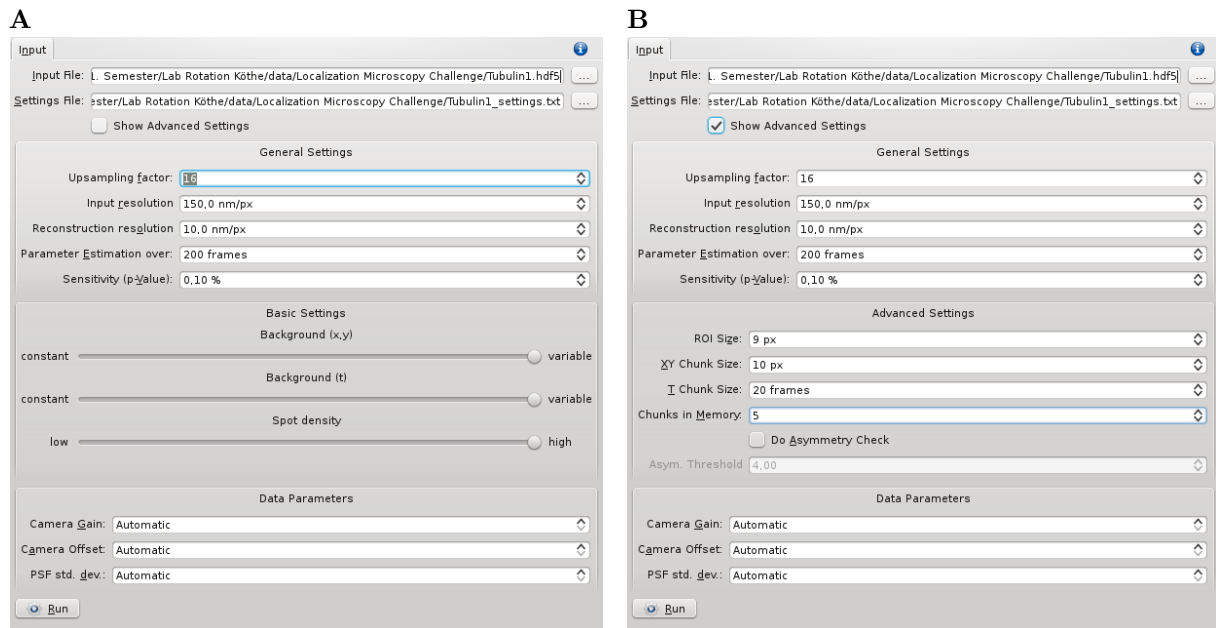 A
Input
Input File: l. Semester/Lab Rotation Köthe/data/Localization Microscopy Challenge/Tubulin1.hdf5 ...
Settings File: ester/Lab Rotation Köthe/data/Localization Microscopy Challenge/Tubulin1_settings.txt ...
Show Advanced Settings
General Settings
Upsampling factor: 16
Input resolution 150,0 nm/px
Reconstruction resolution 10,0 nm/px
Parameter Estimation over: 200 frames
Sensitivity (p-Value): 0,10 %
Basic Settings
Background (x,y)
constant variable
Background (t)
constant variable
Spot density
low high
Data Parameters
Camera Gain: Automatic
Camera Offset: Automatic
PSF std. dev.: Automatic
Run
B
Input
Input File: l. Semester/Lab Rotation Köthe/data/Localization Microscopy Challenge/Tubulin1.hdf5 ...
Settings File: ester/Lab Rotation Köthe/data/Localization Microscopy Challenge/Tubulin1_settings.txt ...
Show Advanced Settings
General Settings
Upsampling factor: 16
Input resolution 150,0 nm/px
Reconstruction resolution 10,0 nm/px
Parameter Estimation over: 200 frames
Sensitivity (p-Value): 0,10 %
Advanced Settings
ROI Size: 9 px
XY Chunk Size: 10 px
T Chunk Size: 20 frames
Chunks in Memory: 5
Do Asymmetry Check
Asym. Threshold 4,00
Data Parameters
Camera Gain: Automatic
Camera Offset: Automatic
PSF std. dev.: Automatic
Run